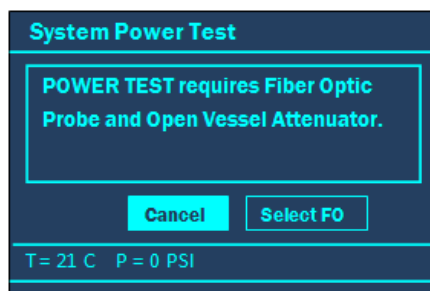 System Power Test
POWER TEST requires Fiber Optic
Probe and Open Vessel Attenuator.
Cancel
Select FO
T = 21 C P = 0 PSI